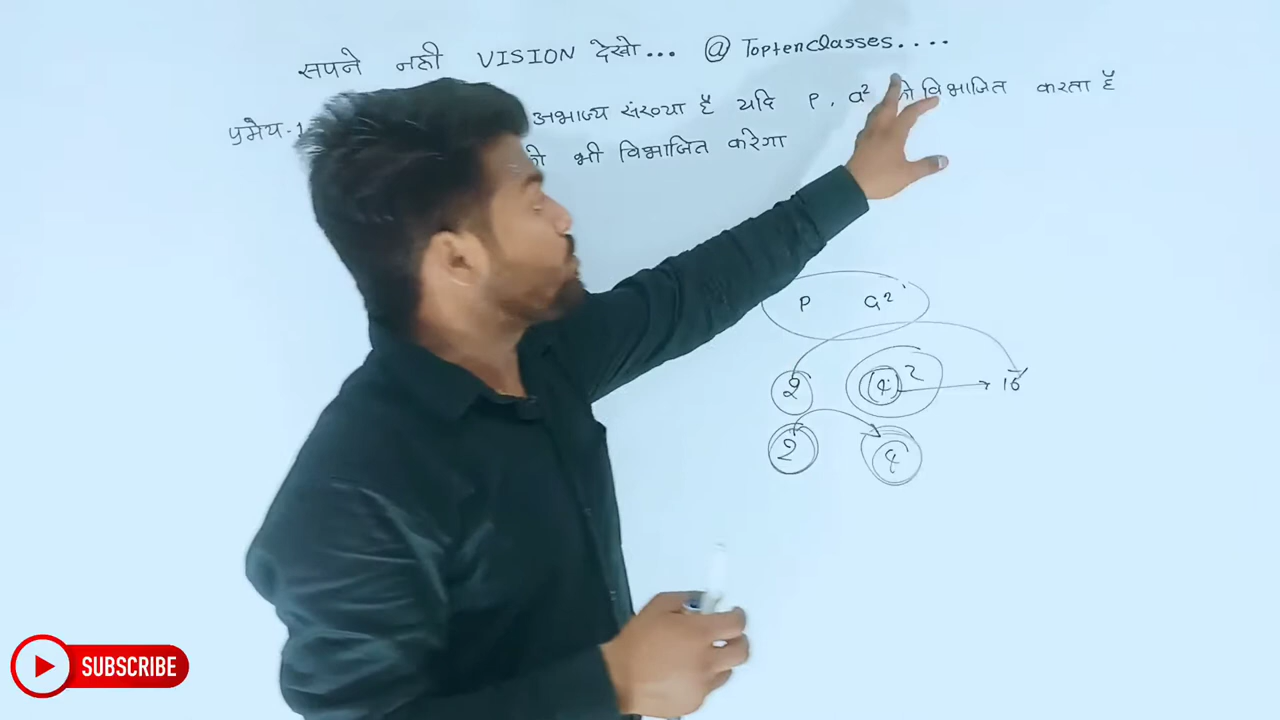 सपने नही VISION देखो... @ Toptenclasses....
प्रमेय-1 अभाज्य संख्या है यदि P, a² को विभाजित करता है
को भी विभाजित करेगा
P a²
2 (4)² → 16
2 4
SUBSCRIBE